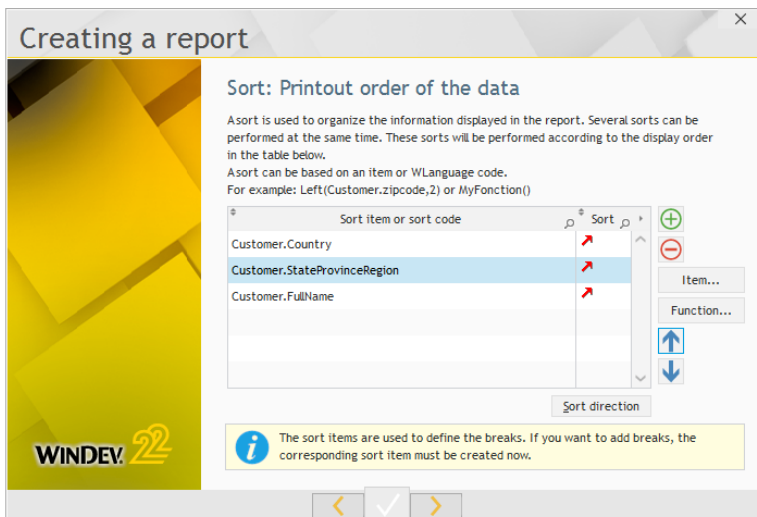 Creating a report
Sort: Printout order of the data
Asort is used to organize the information displayed in the report. Several sorts can be
performed at the same time. These sorts will be performed according to the display order
in the table below.
Asort can be based on an item or WLanguage code.
For example: Left(Customer.zipcode,2) or MyFonction()
Sort item or sort code Sort
Customer.Country
Customer.StateProvinceRegion
Customer.FullName
Item...
Function...
Sort direction
The sort items are used to define the breaks. If you want to add breaks, the
corresponding sort item must be created now.
WINDEV. 22